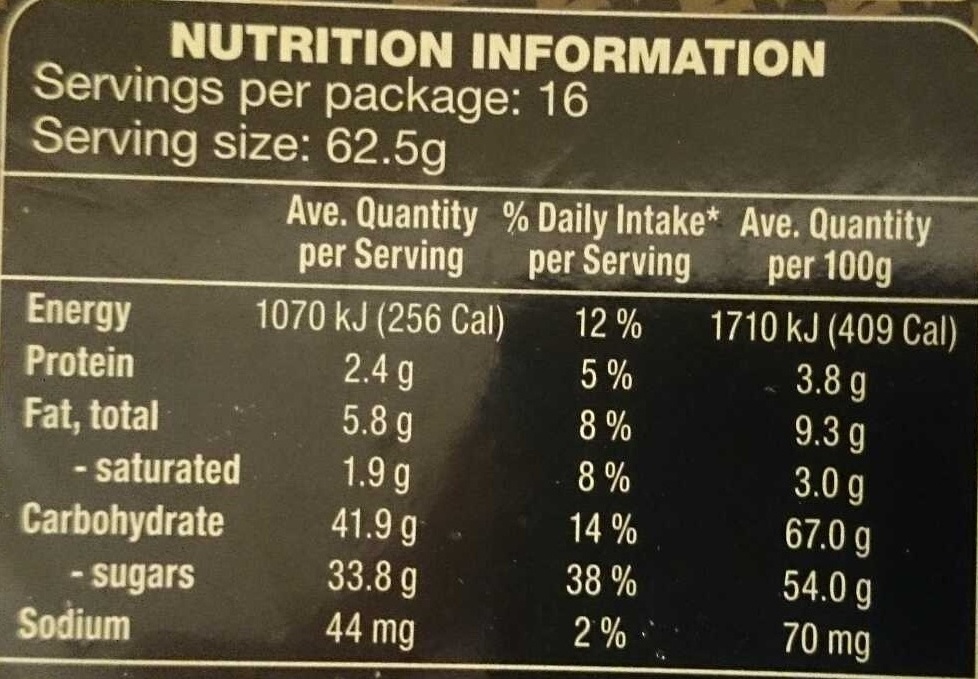 NUTRITION INFORMATION
Servings per package: 16
Serving size: 62.5g
Ave. Quantity % Daily Intake* Ave. Quantity
per Serving per Serving per 100g
Energy 1070 kJ (256 Cal) 12 % 1710 kJ (409 Cal)
Protein 2.4 g 5 % 3.8 g
Fat, total 5.8 g 8 % 9.3 g
- saturated 1.9 g 8 % 3.0 g
Carbohydrate 41.9 g 14 % 67.0 g
- sugars 33.8 g 38 % 54.0 g
Sodium 44 mg 2 % 70 mg